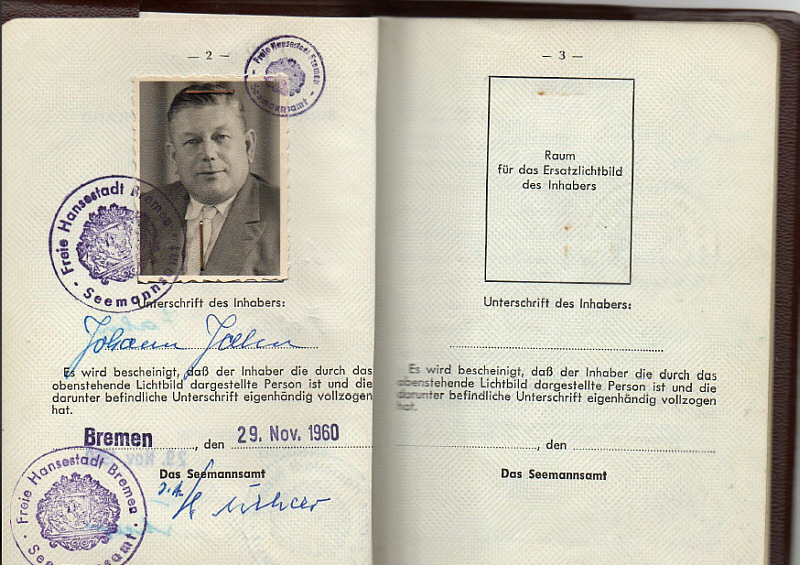 — 2 —
Freie Hansestadt Bremen
Seemannsamt
Freie Hansestadt Bremen
Seemannsamt
Unterschrift des Inhabers:
Johann
Es wird bescheinigt, daß der Inhaber die durch das
obenstehende Lichtbild dargestellte Person ist und die
darunter befindliche Unterschrift eigenhändig vollzogen
hat.
Bremen, den 29. Nov. 1960
Das Seemannsamt
Freie Hansestadt Bremen
Seemannsamt
— 3 —
Raum
für das Ersatzlichtbild
des Inhabers
Unterschrift des Inhabers:
Es wird bescheinigt, daß der Inhaber die durch das
obenstehende Lichtbild dargestellte Person ist und die
darunter befindliche Unterschrift eigenhändig vollzogen
hat.
, den
Das Seemannsamt